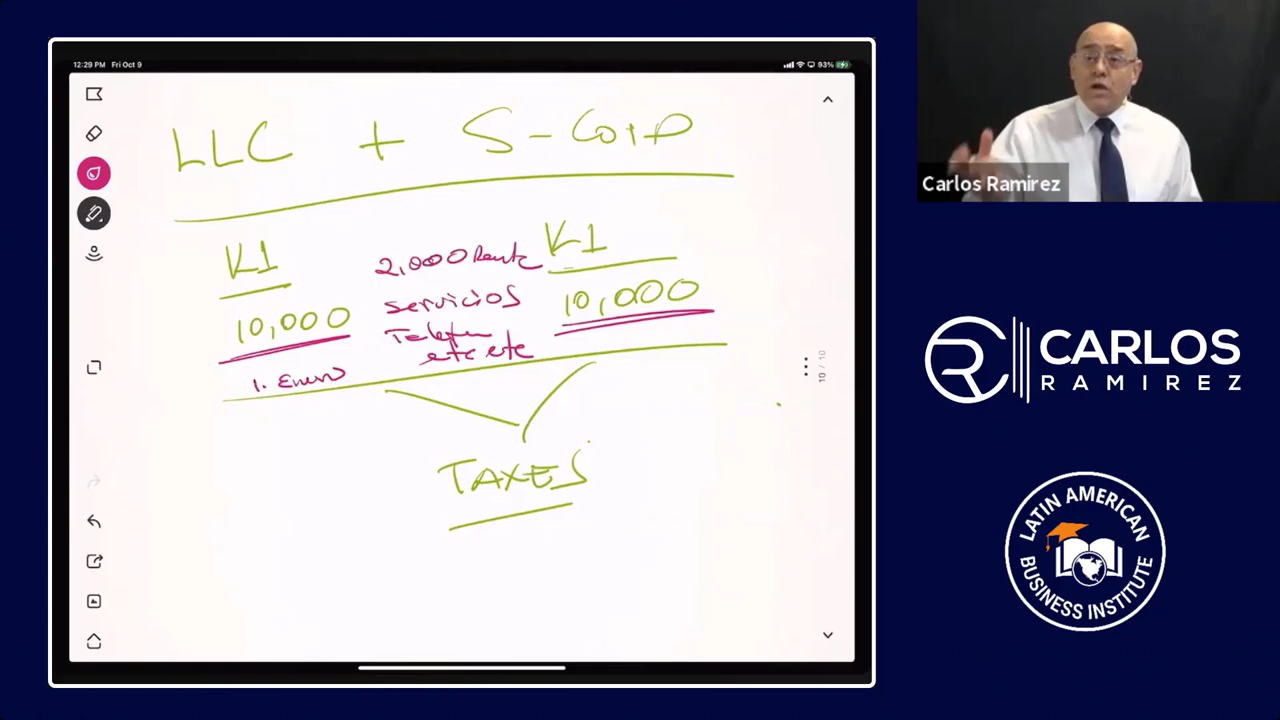 12:29 PM Fri Oct 9
93%
LLC + S-Corp
K1
2,000 Renta
K1
10,000
servicios
10,000
Telefon
etc etc
1. Enero
TAXES
10 / 10
Carlos Ramirez
CR
CARLOS
RAMIREZ
LATIN AMERICAN
BUSINESS INSTITUTE